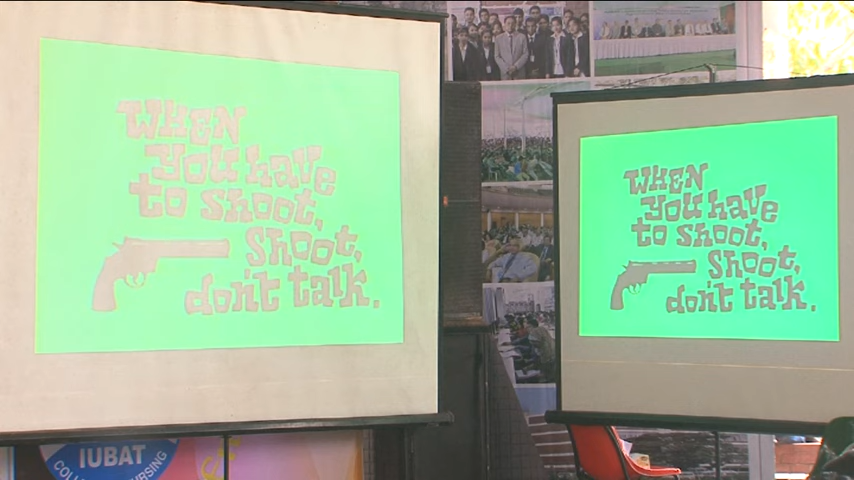 WHEN
you have
to shoot,
Shoot,
don't talk.
WHEN
you have
to shoot,
Shoot,
don't talk.
IUBAT